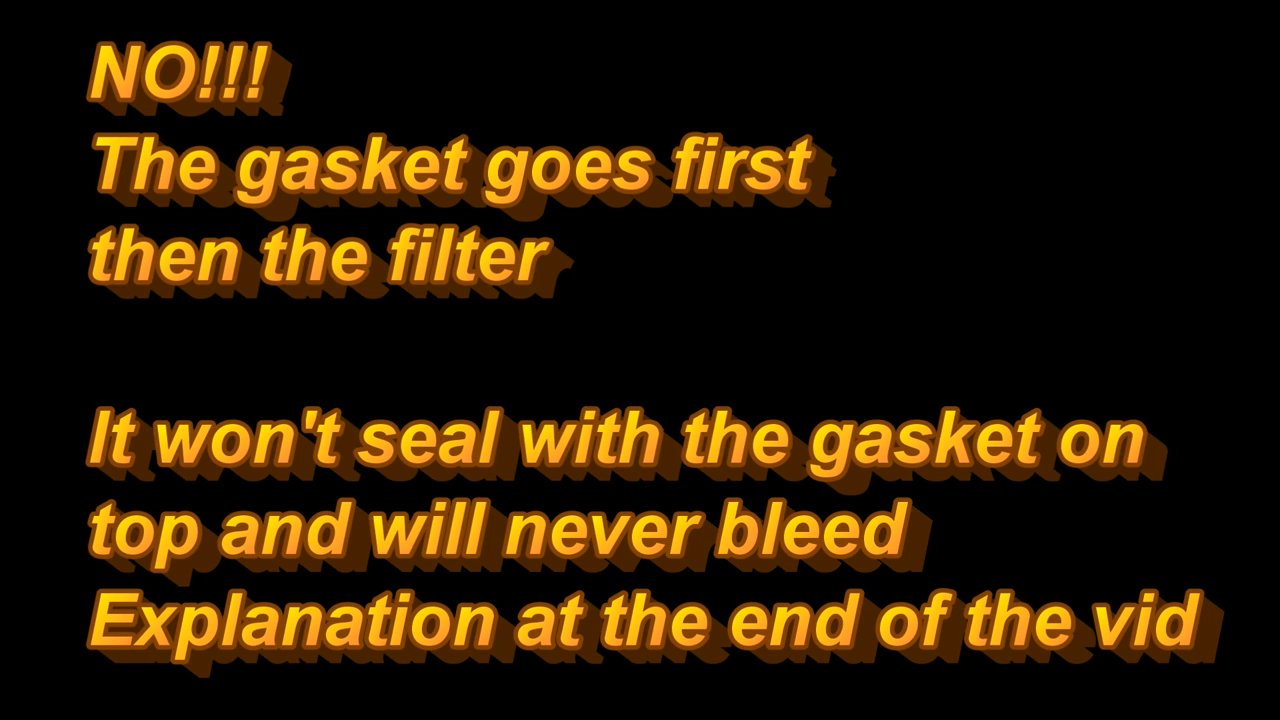 NO!!!
The gasket goes first
then the filter
It won't seal with the gasket on
top and will never bleed
Explanation at the end of the vid